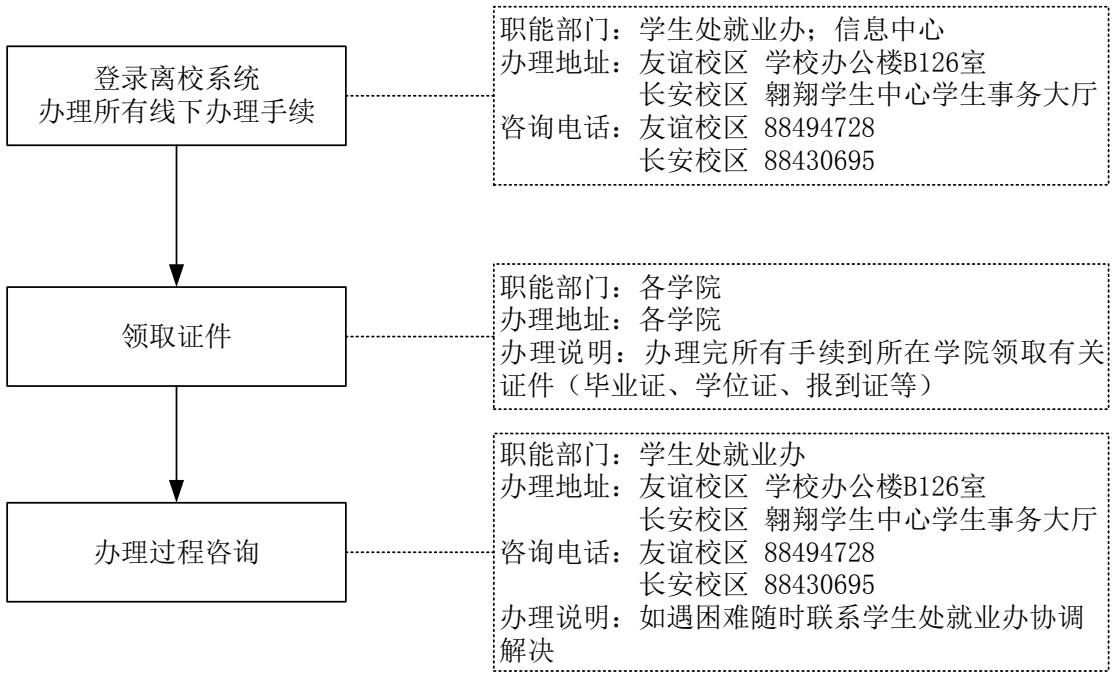 登录离校系统
办理所有线下办理手续
职能部门：学生处就业办；信息中心
办理地址：友谊校区 学校办公楼B126室
长安校区 翱翔学生中心学生事务大厅
咨询电话：友谊校区 88494728
长安校区 88430695
领取证件
职能部门：各学院
办理地址：各学院
办理说明：办理完所有手续到所在学院领取有关
证件（毕业证、学位证、报到证等）
办理过程咨询
职能部门：学生处就业办
办理地址：友谊校区 学校办公楼B126室
长安校区 翱翔学生中心学生事务大厅
咨询电话：友谊校区 88494728
长安校区 88430695
办理说明：如遇困难随时联系学生处就业办协调
解决